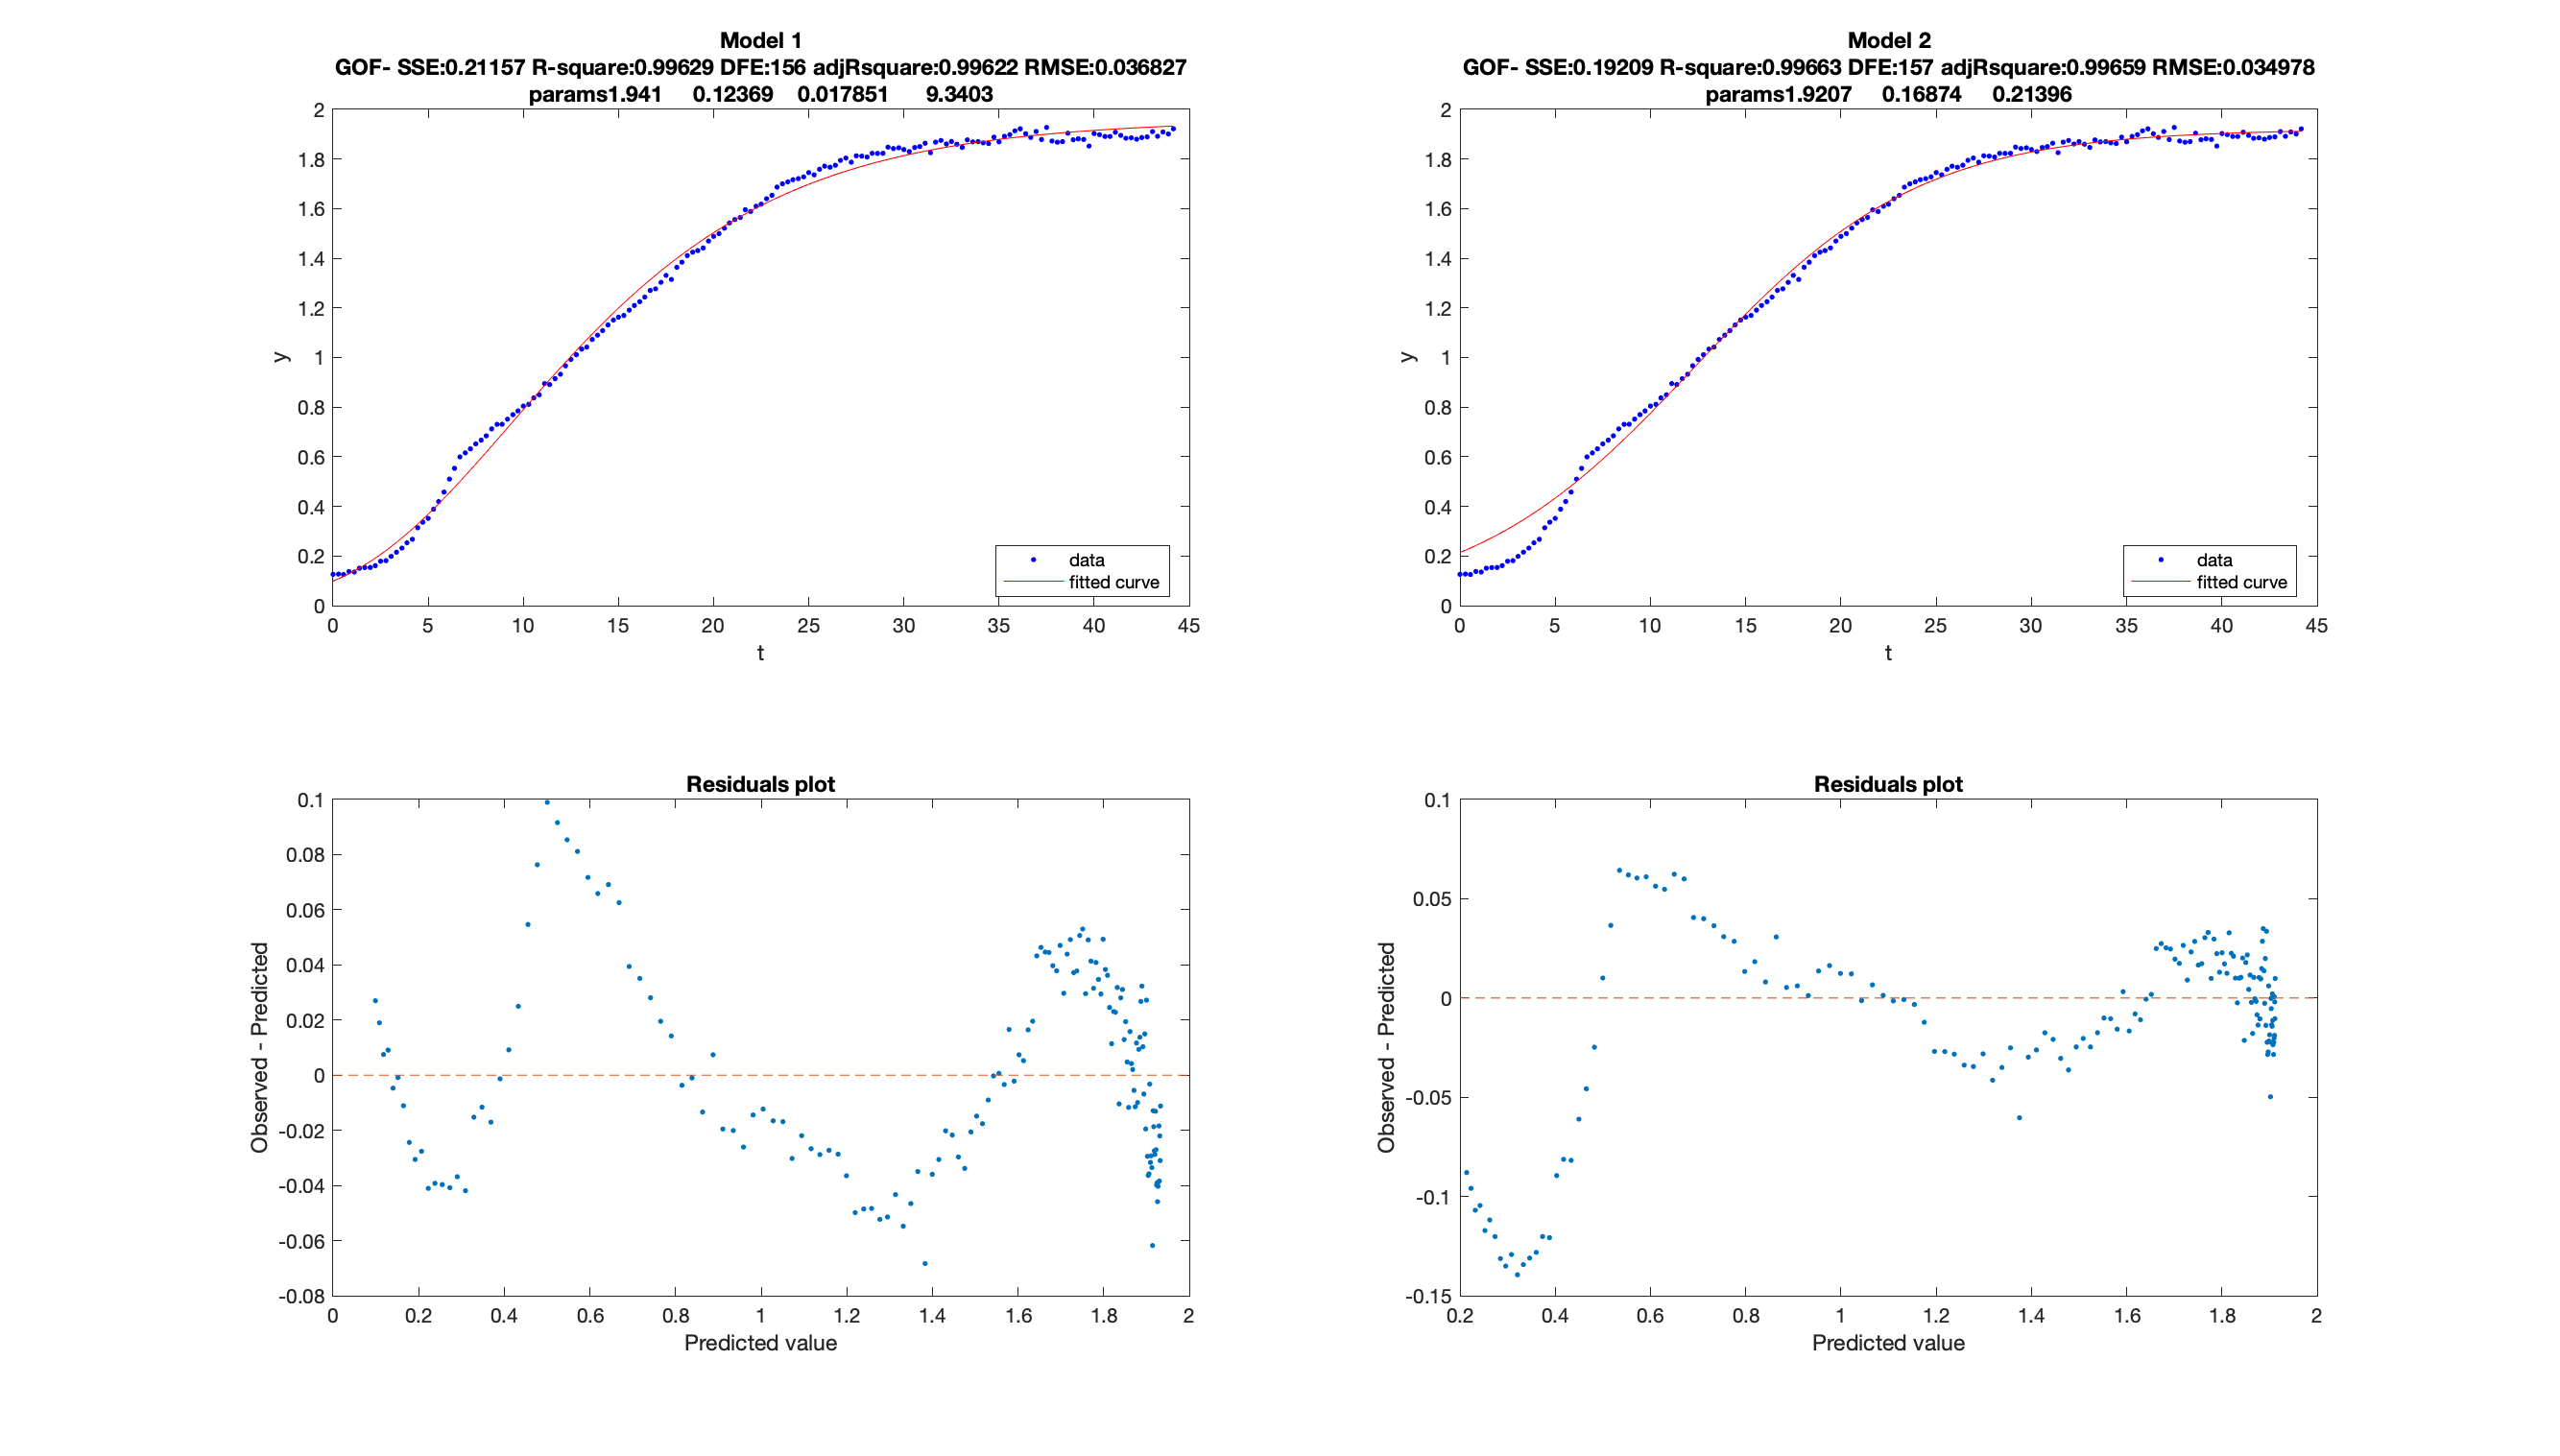 Model 1
GOF- SSE:0.21157 R-square:0.99629 DFE:156 adjRsquare:0.99622 RMSE:0.036827
params1.941 0.12369 0.017851 9.3403
2
1.8
1.6
1.4
1.2
1
0.8
0.6
0.4
0.2
0
y
0 5 10 15 20 25 30 35 40 45
t
data
fitted curve
Model 2
GOF- SSE:0.19209 R-square:0.99663 DFE:157 adjRsquare:0.99659 RMSE:0.034978
params1.9207 0.16874 0.21396
2
1.8
1.6
1.4
1.2
1
0.8
0.6
0.4
0.2
0
y
0 5 10 15 20 25 30 35 40 45
t
data
fitted curve
Residuals plot
0.1
0.08
0.06
0.04
0.02
0
-0.02
-0.04
-0.06
-0.08
Observed - Predicted
0 0.2 0.4 0.6 0.8 1 1.2 1.4 1.6 1.8 2
Predicted value
Residuals plot
0.1
0.05
0
-0.05
-0.1
-0.15
Observed - Predicted
0.2 0.4 0.6 0.8 1 1.2 1.4 1.6 1.8 2
Predicted value